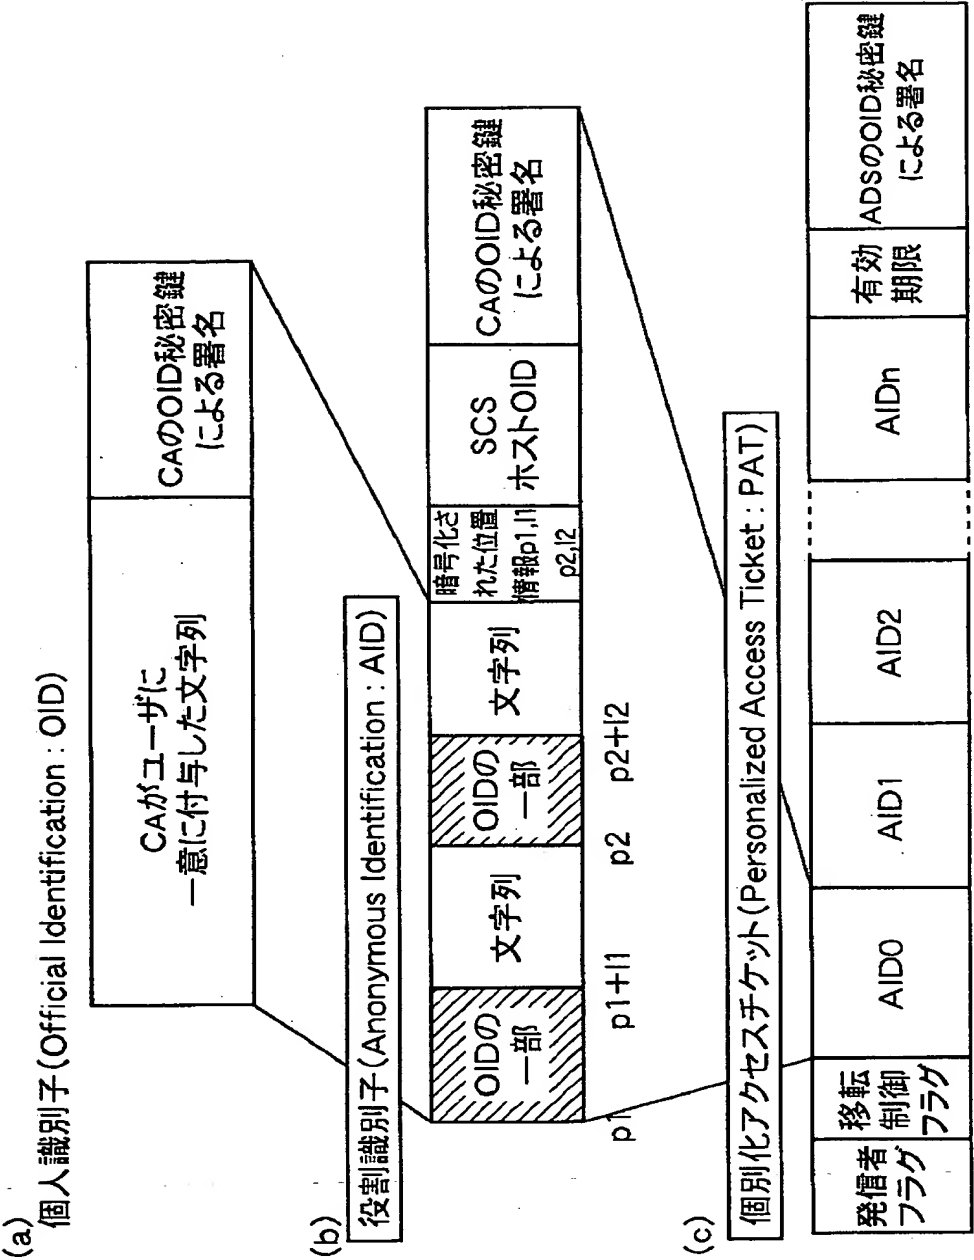 (a)
個人識別子(Official Identification : OID)
CAがユーザに
一意に付与した文字列
CAのOID秘密鍵
による署名
(b)
役割識別子(Anonymous Identification : AID)
OIDの
一部
文字列
OIDの
一部
文字列
暗号化さ
れた位置
情報p1,l1
p2,l2
SCS
ホストOID
CAのOID秘密鍵
による署名
p1
p1+l1
p2
p2+l2
(c)
個別化アクセスチケット(Personalized Access Ticket : PAT)
発信者
フラグ
移転
制御
フラグ
AID0
AID1
AID2
AIDn
有効
期限
ADSのOID秘密鍵
による署名